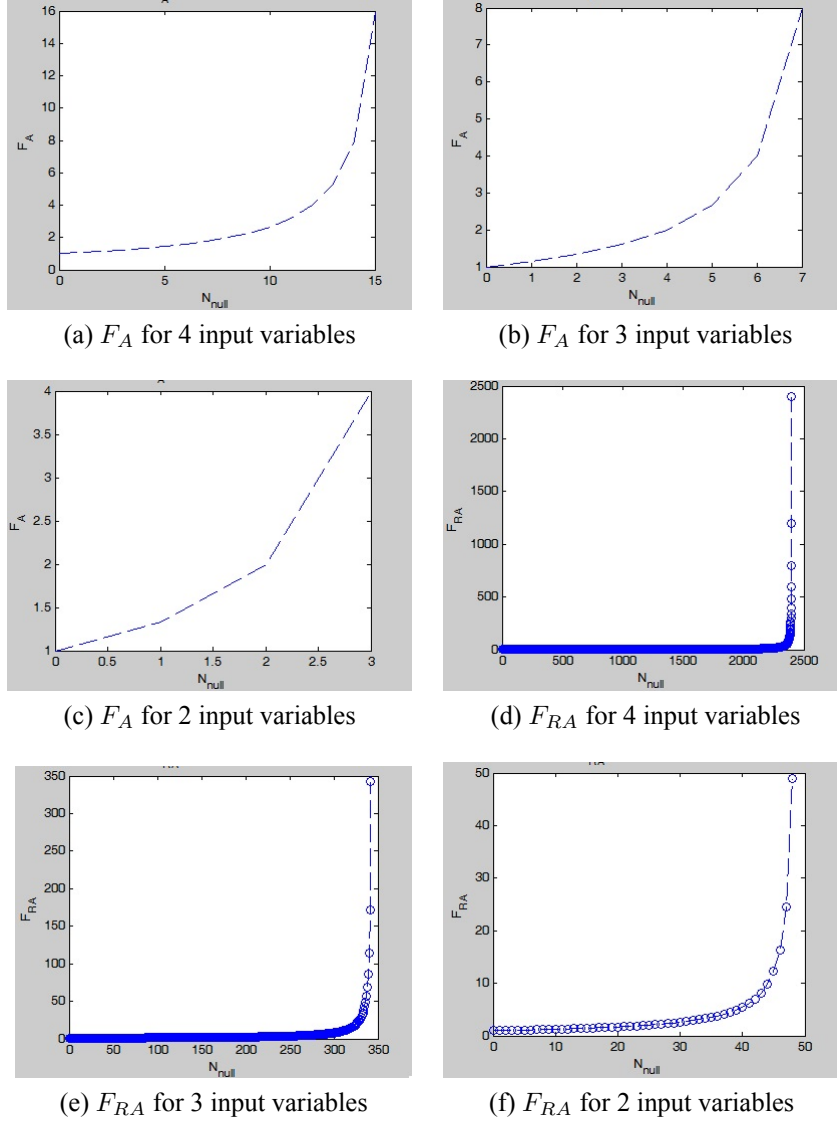 A
16
14
12
10
8
6
4
2
0
F_A
0 5 10 15
N_null
(a) F_A for 4 input variables
8
7
6
5
4
3
2
1
F_A
0 1 2 3 4 5 6 7
N_null
(b) F_A for 3 input variables
A
4
3.5
3
2.5
2
1.5
1
F_A
0 0.5 1 1.5 2 2.5 3
N_null
(c) F_A for 2 input variables
2500
2000
1500
1000
500
0
F_RA
0 500 1000 1500 2000 2500
N_null
(d) F_RA for 4 input variables
RA
350
300
250
200
150
100
50
0
F_RA
0 50 100 150 200 250 300 350
N_null
(e) F_RA for 3 input variables
RA
50
40
30
20
10
0
F_RA
0 10 20 30 40 50
N_null
(f) F_RA for 2 input variables